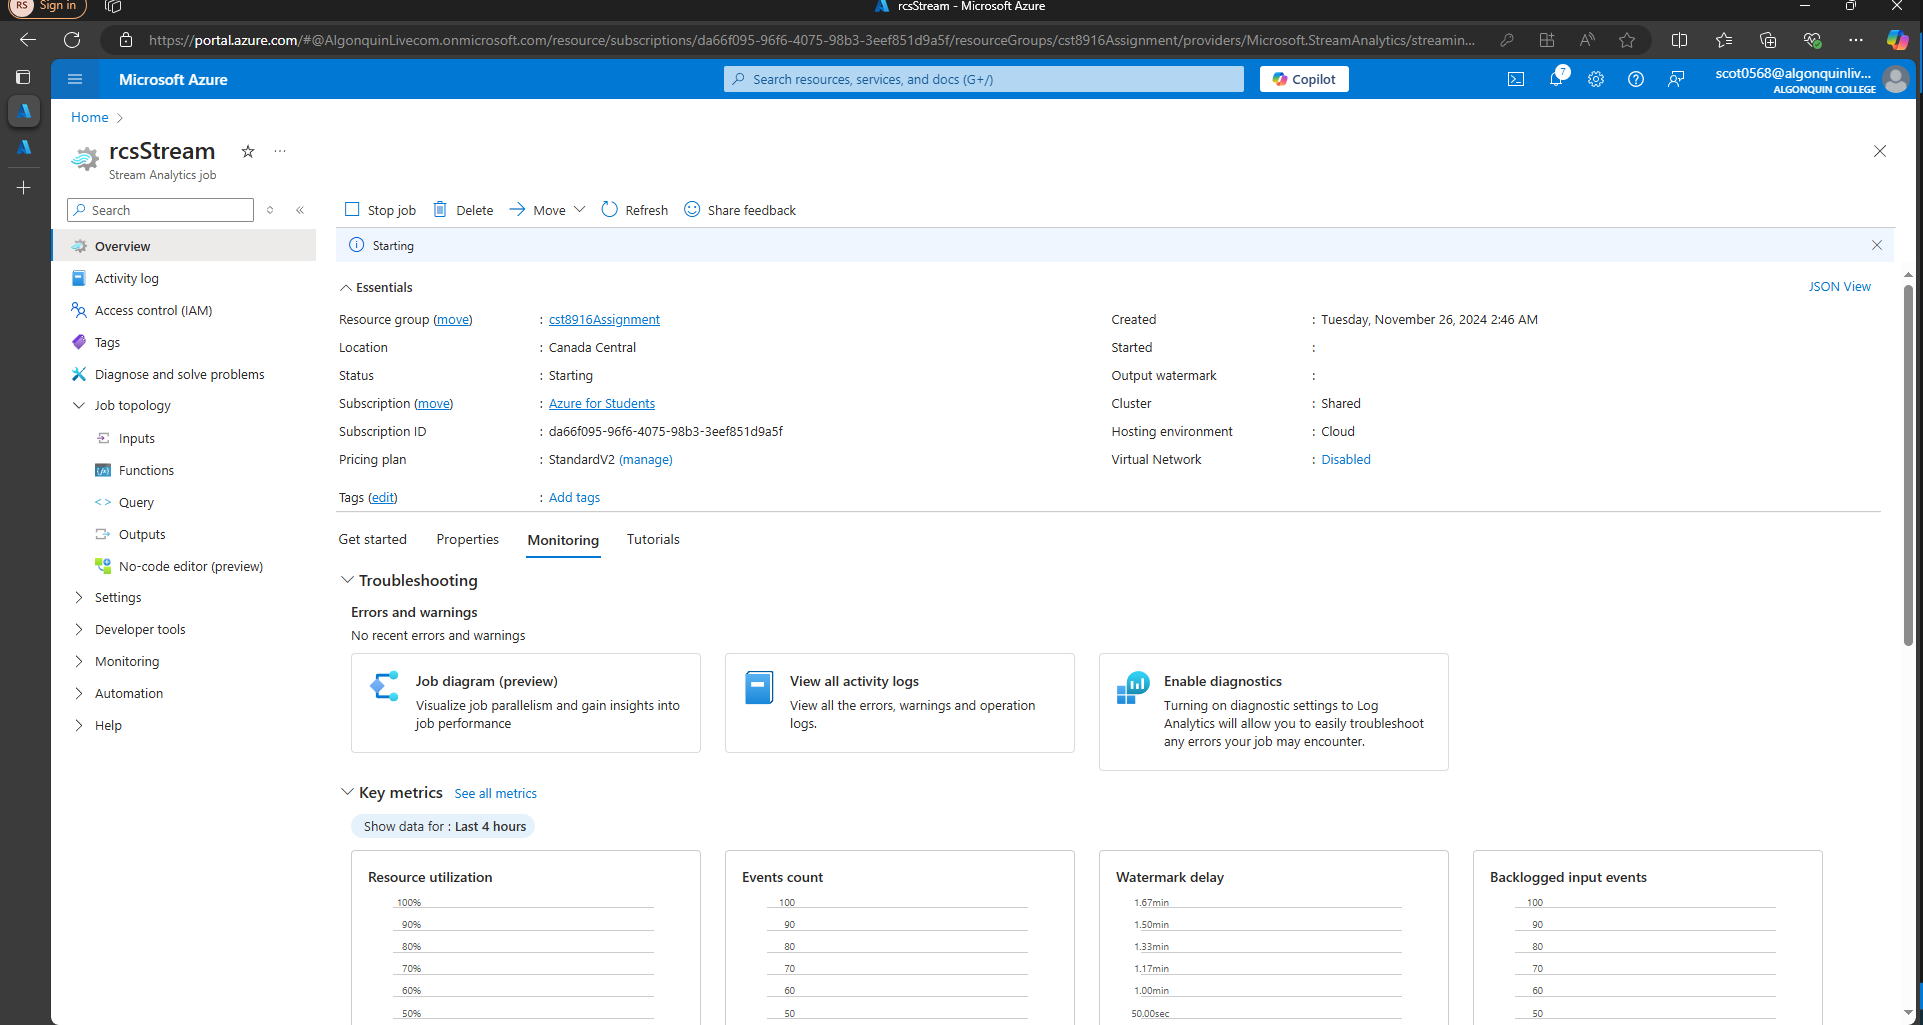 RS Sign in
rcsStream - Microsoft Azure
https://portal.azure.com/#@AlgonquinLivecom.onmicrosoft.com/resource/subscriptions/da66f095-96f6-4075-98b3-3eef851d9a5f/resourceGroups/cst8916Assignment/providers/Microsoft.StreamAnalytics/streamin...
Microsoft Azure
Search resources, services, and docs (G+/)
Copilot
7
scot0568@algonquinliv...
ALGONQUIN COLLEGE
Home
rcsStream
Stream Analytics job
Search
Overview
Activity log
Access control (IAM)
Tags
Diagnose and solve problems
Job topology
Inputs
Functions
Query
Outputs
No-code editor (preview)
Settings
Developer tools
Monitoring
Automation
Help
Stop job
Delete
Move
Refresh
Share feedback
Starting
Essentials
JSON View
Resource group (move) : cst8916Assignment
Location : Canada Central
Status : Starting
Subscription (move) : Azure for Students
Subscription ID : da66f095-96f6-4075-98b3-3eef851d9a5f
Pricing plan : StandardV2 (manage)
Tags (edit) : Add tags
Created : Tuesday, November 26, 2024 2:46 AM
Started :
Output watermark :
Cluster : Shared
Hosting environment : Cloud
Virtual Network : Disabled
Get started
Properties
Monitoring
Tutorials
Troubleshooting
Errors and warnings
No recent errors and warnings
Job diagram (preview)
Visualize job parallelism and gain insights into
job performance
View all activity logs
View all the errors, warnings and operation
logs.
Enable diagnostics
Turning on diagnostic settings to Log
Analytics will allow you to easily troubleshoot
any errors your job may encounter.
Key metrics See all metrics
Show data for : Last 4 hours
Resource utilization
100%
90%
80%
70%
60%
50%
Events count
100
90
80
70
60
50
Watermark delay
1.67min
1.50min
1.33min
1.17min
1.00min
50.00sec
Backlogged input events
100
90
80
70
60
50